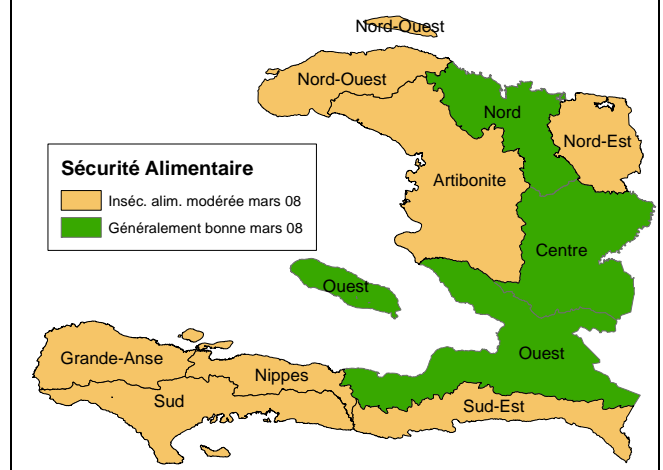 Nord-Ouest
Nord-Ouest
Nord
Nord-Est
Sécurité Alimentaire
Inséc. alim. modérée mars 08
Généralement bonne mars 08
Artibonite
Centre
Ouest
Ouest
Grande-Anse
Nippes
Sud
Sud-Est